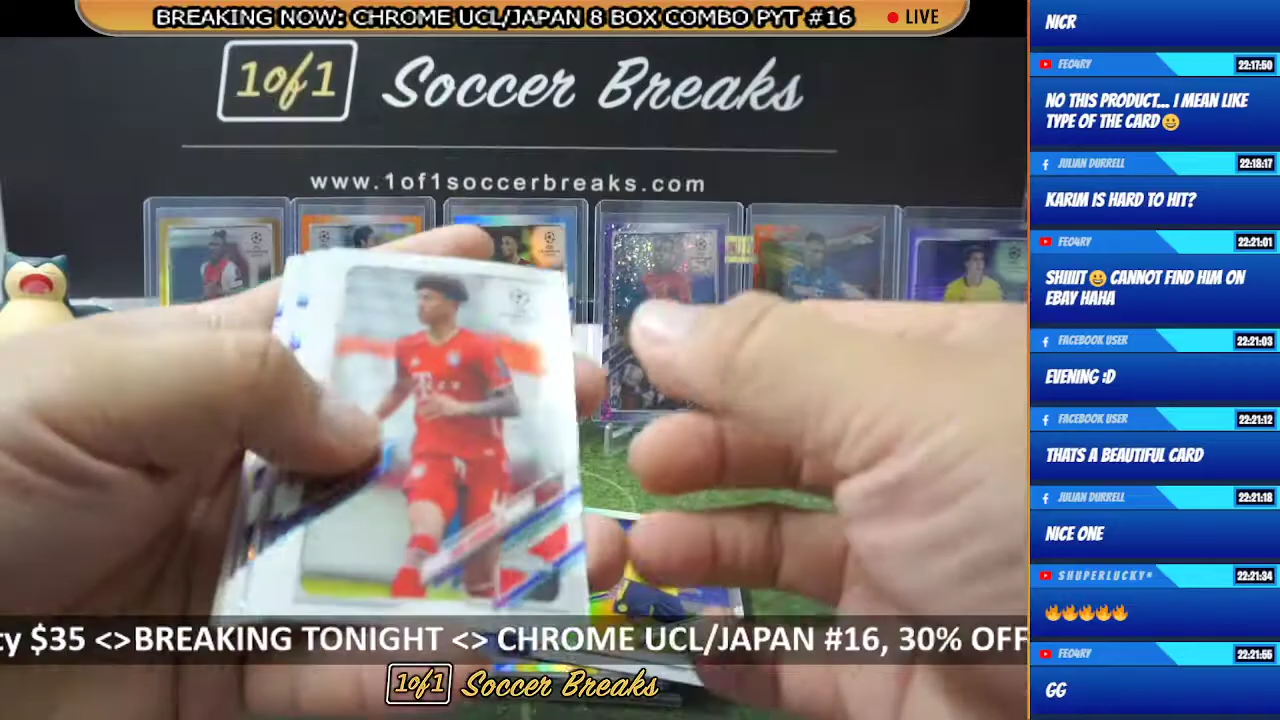 BREAKING NOW: CHROME UCL/JAPAN 8 BOX COMBO PYT #16
LIVE
1of1 Soccer Breaks
www.1of1soccerbreaks.com
NICR
FEO4RY 22:17:50
NO THIS PRODUCT... I MEAN LIKE
TYPE OF THE CARD😀
JULIAN DURRELL 22:18:17
KARIM IS HARD TO HIT?
FEO4RY 22:21:01
SHIIIT😀 CANNOT FIND HIM ON
EBAY HAHA
FACEBOOK USER 22:21:03
EVENING :D
FACEBOOK USER 22:21:12
THATS A BEAUTIFUL CARD
JULIAN DURRELL 22:21:18
NICE ONE
22:21:34
🔥🔥🔥🔥🔥
FEO4RY
GG
$35 <>BREAKING TONIGHT <> CHROME UCL/JAPAN #16, 30% OFF
1of1 Soccer Breaks